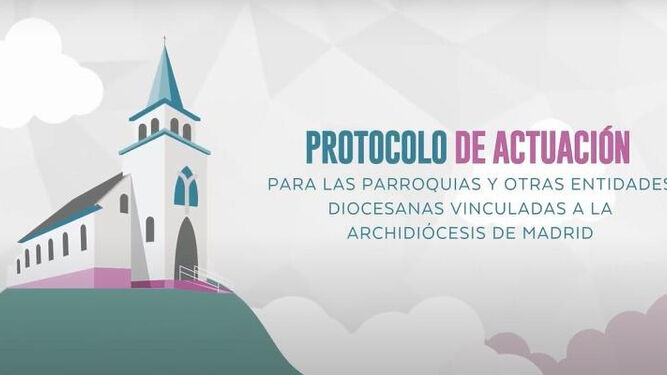 PROTOCOLO DE ACTUACIÓN
PARA LAS PARROQUIAS Y OTRAS ENTIDADES
DIOCESANAS VINCULADAS A LA
ARCHIDIÓCESIS DE MADRID